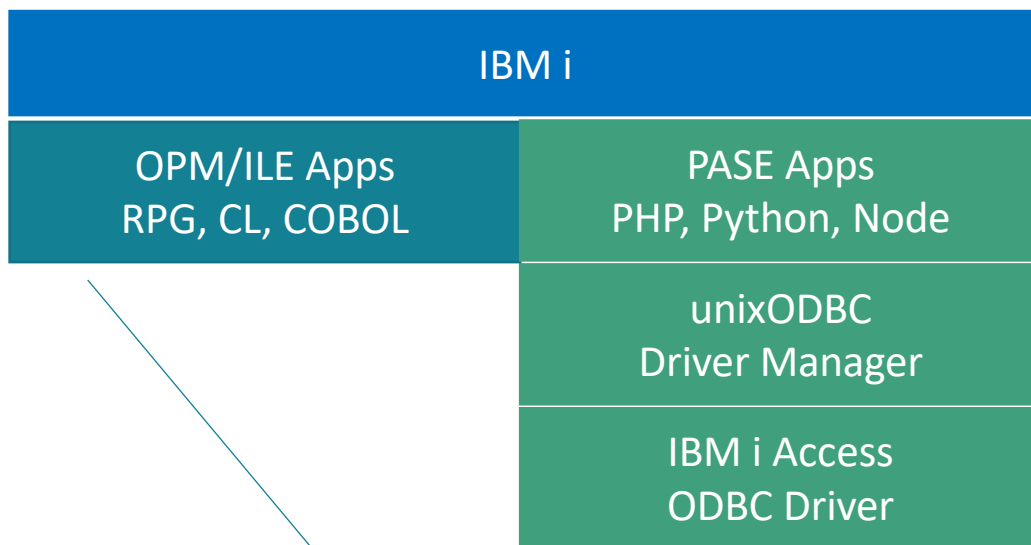 IBM i
OPM/ILE Apps
RPG, CL, COBOL
PASE Apps
PHP, Python, Node
unixODBC
Driver Manager
IBM i Access
ODBC Driver